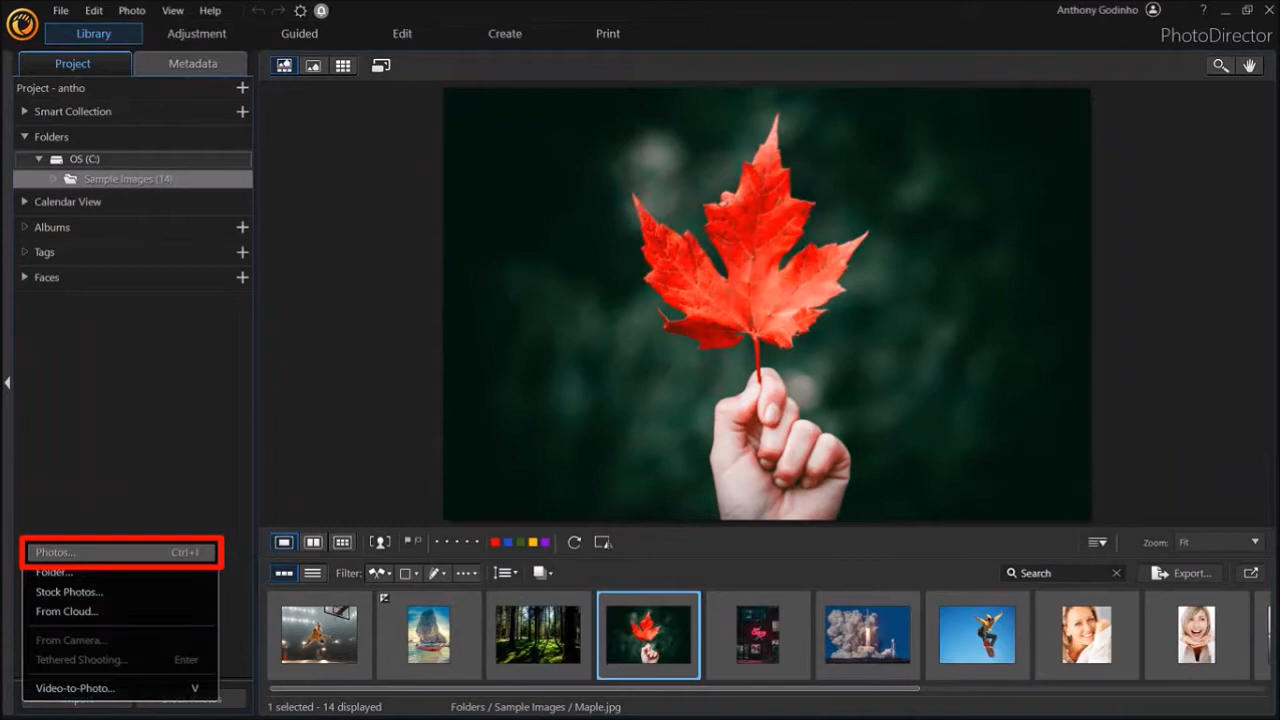 File Edit Photo View Help
Anthony Godinho
?
Library Adjustment Guided Edit Create Print
PhotoDirector
Project Metadata
Project - antho
Smart Collection
Folders
OS (C:)
Sample Images (14)
Calendar View
Albums
Tags
Faces
Photos... Ctrl+I
Folder...
Stock Photos...
From Cloud...
From Camera...
Tethered Shooting... Enter
Video-to-Photo... V
Zoom: Fit
Filter:
Search
Export...
1 selected - 14 displayed
Folders / Sample Images / Maple.jpg